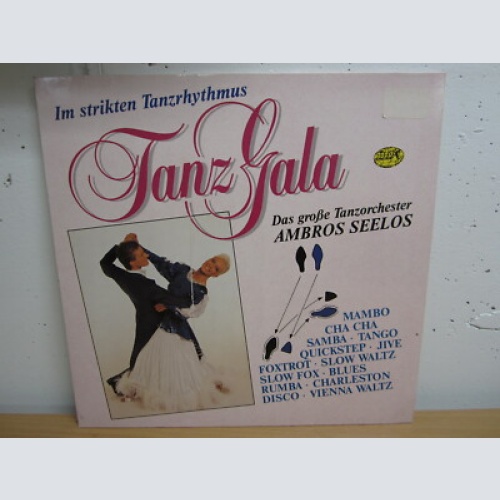 Im strikten Tanzrhythmus
Tanz Gala
Das große Tanzorchester
AMBROS SEELOS
MAMBO
CHA CHA
SAMBA · TANGO
QUICKSTEP · JIVE
FOXTROT · SLOW WALTZ
SLOW FOX · BLUES
RUMBA · CHARLESTON
DISCO · VIENNA WALTZ